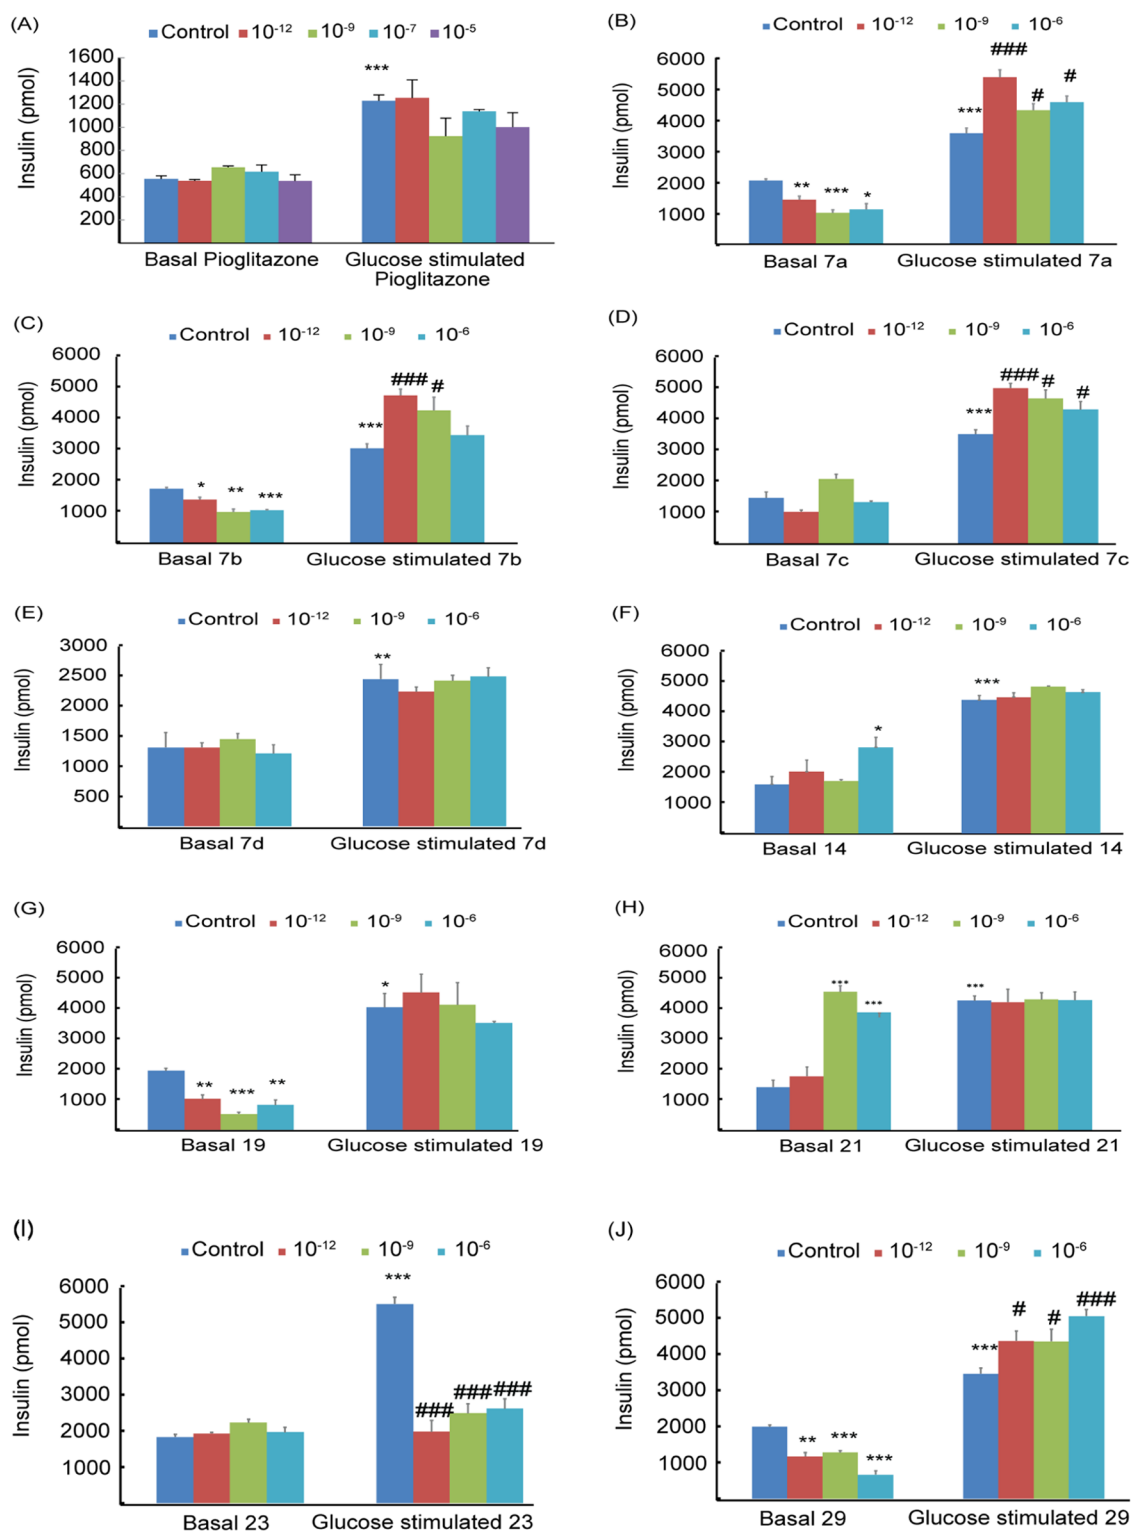 (A)
Control 10⁻¹² 10⁻⁹ 10⁻⁷ 10⁻⁵
Insulin (pmol)
1600
1400
1200
1000
800
600
400
200
***
Basal Pioglitazone Glucose stimulated
Pioglitazone
(B)
Control 10⁻¹² 10⁻⁹ 10⁻⁶
Insulin (pmol)
6000
5000
4000
3000
2000
1000
** *** * *** ### # #
Basal 7a Glucose stimulated 7a
(C)
Control 10⁻¹² 10⁻⁹ 10⁻⁶
Insulin (pmol)
6000
5000
4000
3000
2000
1000
* ** *** *** ### #
Basal 7b Glucose stimulated 7b
(D)
Control 10⁻¹² 10⁻⁹ 10⁻⁶
Insulin (pmol)
6000
5000
4000
3000
2000
1000
*** ### # #
Basal 7c Glucose stimulated 7c
(E)
Control 10⁻¹² 10⁻⁹ 10⁻⁶
Insulin (pmol)
3000
2500
2000
1500
1000
500
**
Basal 7d Glucose stimulated 7d
(F)
Control 10⁻¹² 10⁻⁹ 10⁻⁶
Insulin (pmol)
6000
5000
4000
3000
2000
1000
* ***
Basal 14 Glucose stimulated 14
(G)
Control 10⁻¹² 10⁻⁹ 10⁻⁶
Insulin (pmol)
6000
5000
4000
3000
2000
1000
** *** ** *
Basal 19 Glucose stimulated 19
(H)
Control 10⁻¹² 10⁻⁹ 10⁻⁶
Insulin (pmol)
6000
5000
4000
3000
2000
1000
*** *** ***
Basal 21 Glucose stimulated 21
(I)
Control 10⁻¹² 10⁻⁹ 10⁻⁶
Insulin (pmol)
6000
5000
4000
3000
2000
1000
*** ### ### ###
Basal 23 Glucose stimulated 23
(J)
Control 10⁻¹² 10⁻⁹ 10⁻⁶
Insulin (pmol)
6000
5000
4000
3000
2000
1000
** *** *** *** # # ###
Basal 29 Glucose stimulated 29